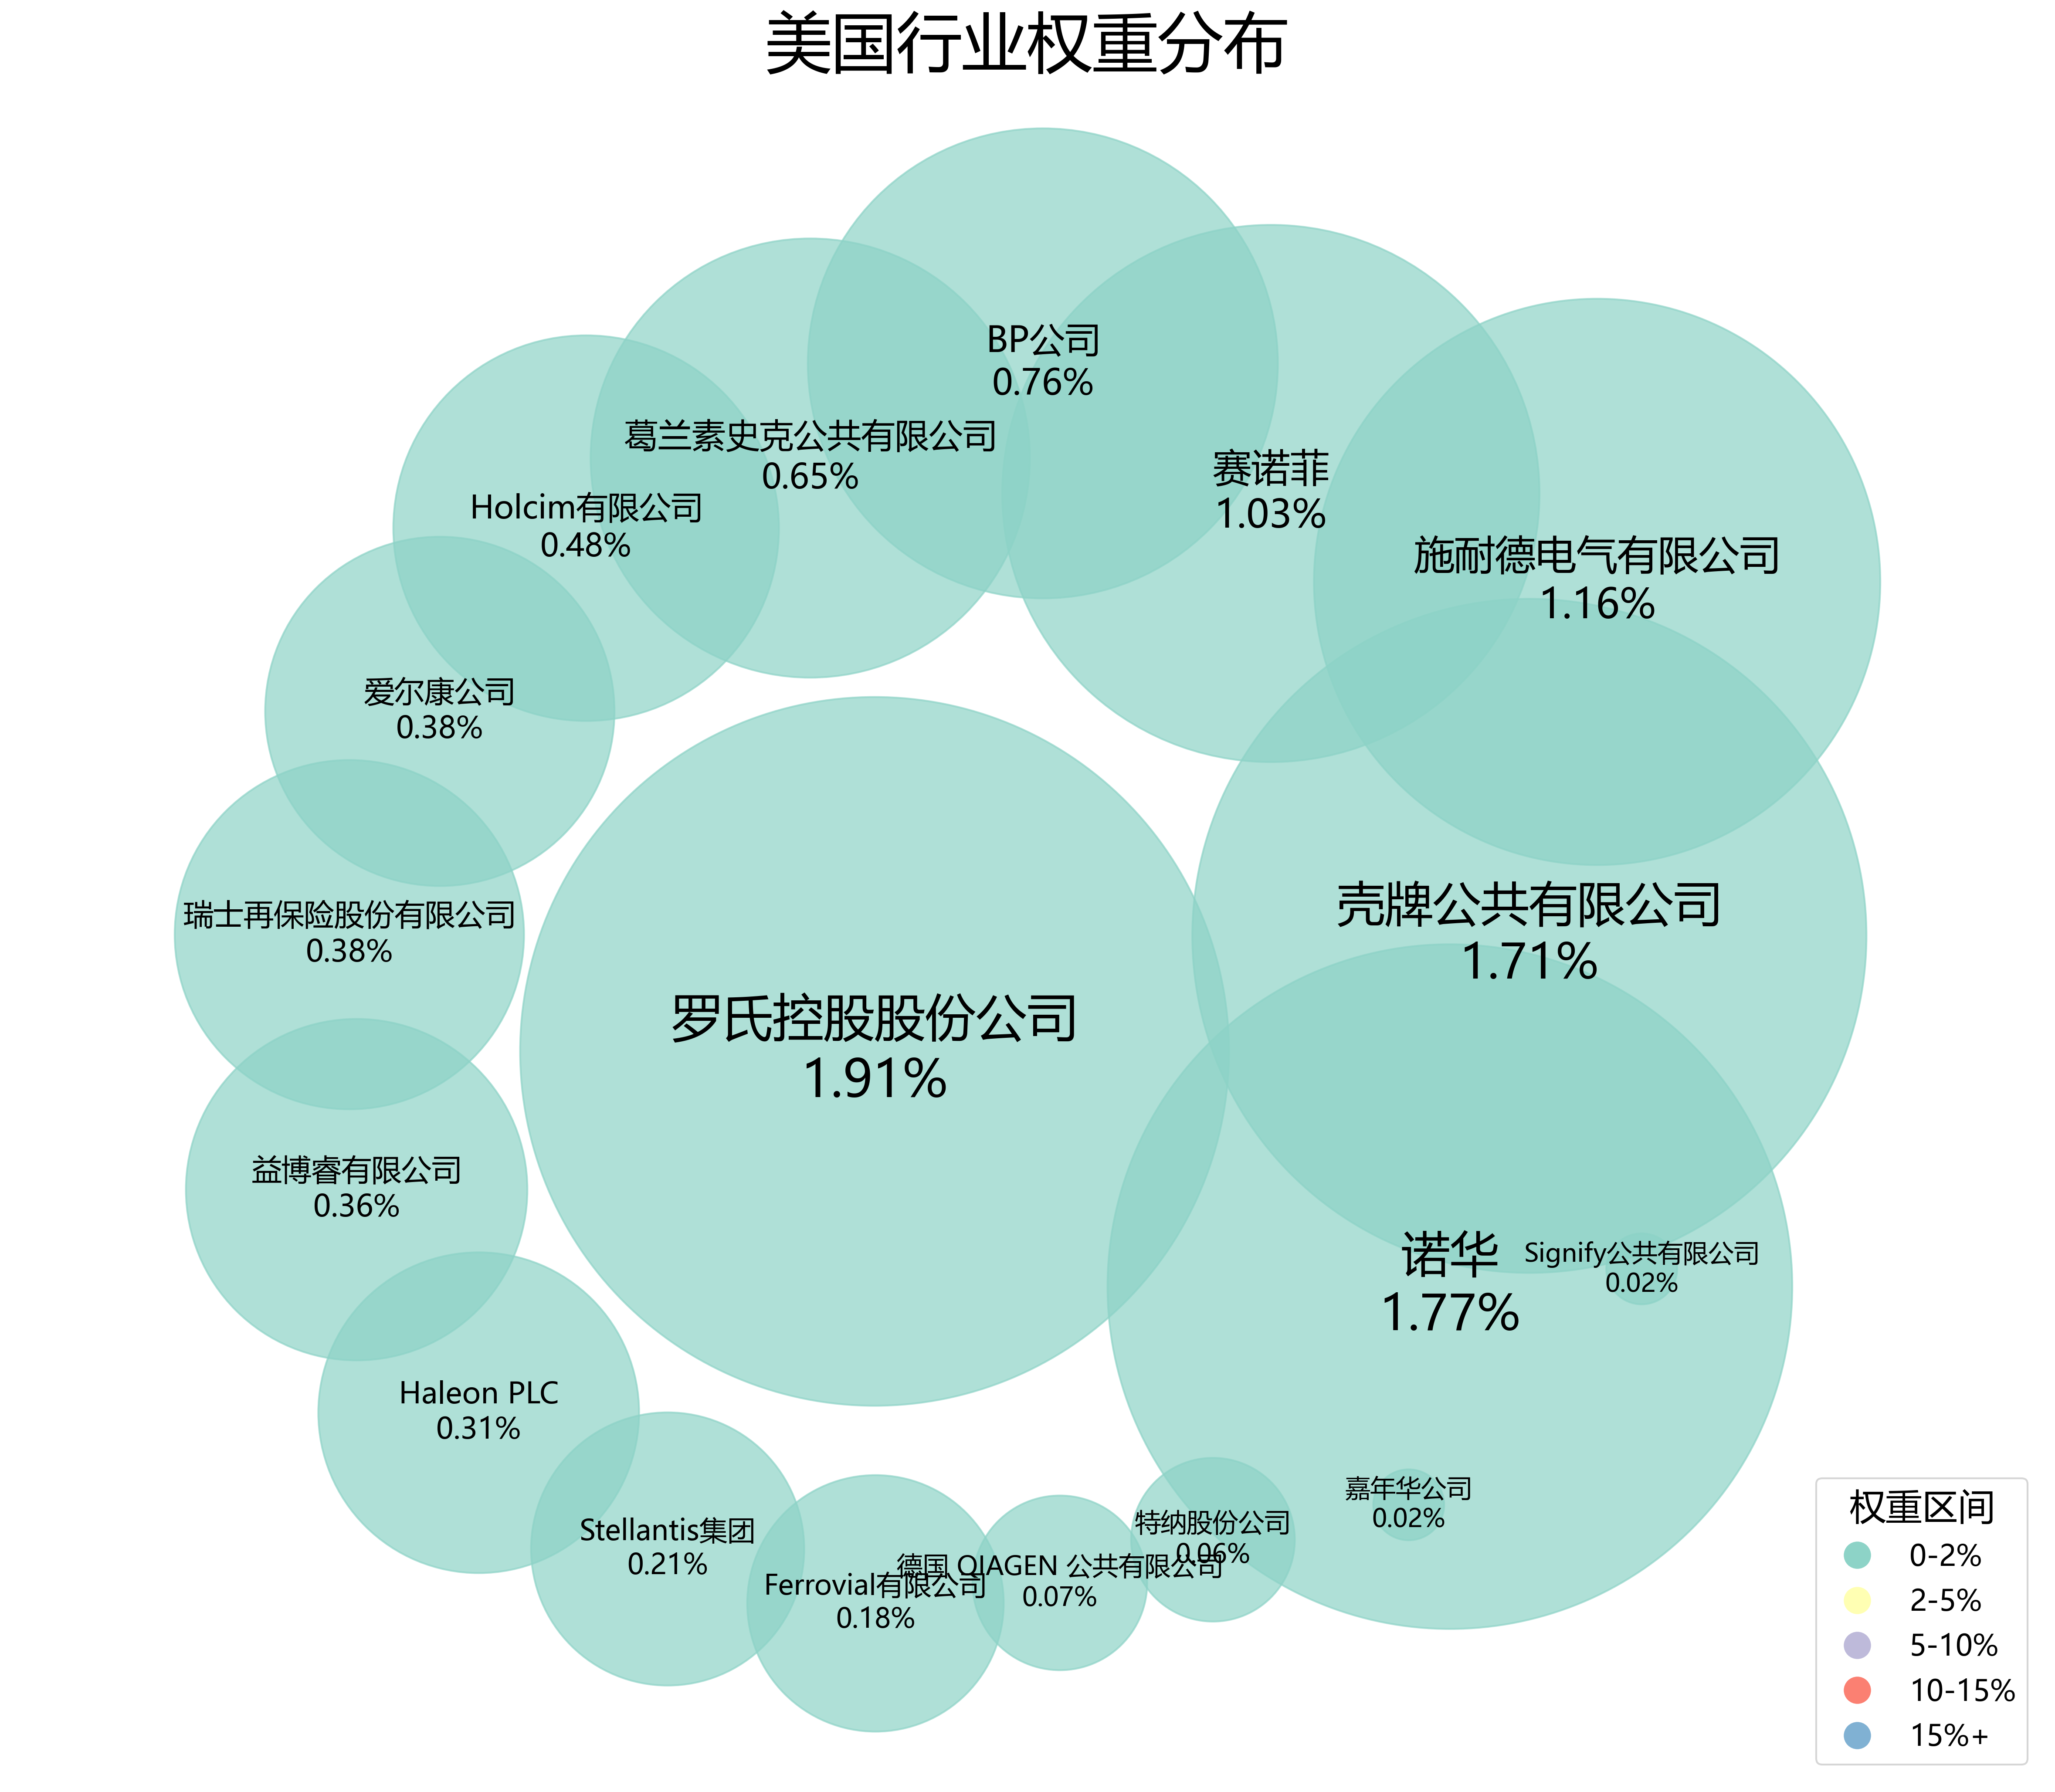 美国行业权重分布
BP公司
0.76%
葛兰素史克公共有限公司
0.65%
赛诺菲
1.03%
Holcim有限公司
0.48%
施耐德电气有限公司
1.16%
爱尔康公司
0.38%
瑞士再保险股份有限公司
0.38%
壳牌公共有限公司
1.71%
罗氏控股股份公司
1.91%
益博睿有限公司
0.36%
诺华
1.77%
Signify公共有限公司
0.02%
Haleon PLC
0.31%
嘉年华公司
0.02%
Stellantis集团
0.21%
特纳股份公司
0.06%
德国 QIAGEN 公共有限公司
0.07%
Ferrovial有限公司
0.18%
权重区间
0-2%
2-5%
5-10%
10-15%
15%+